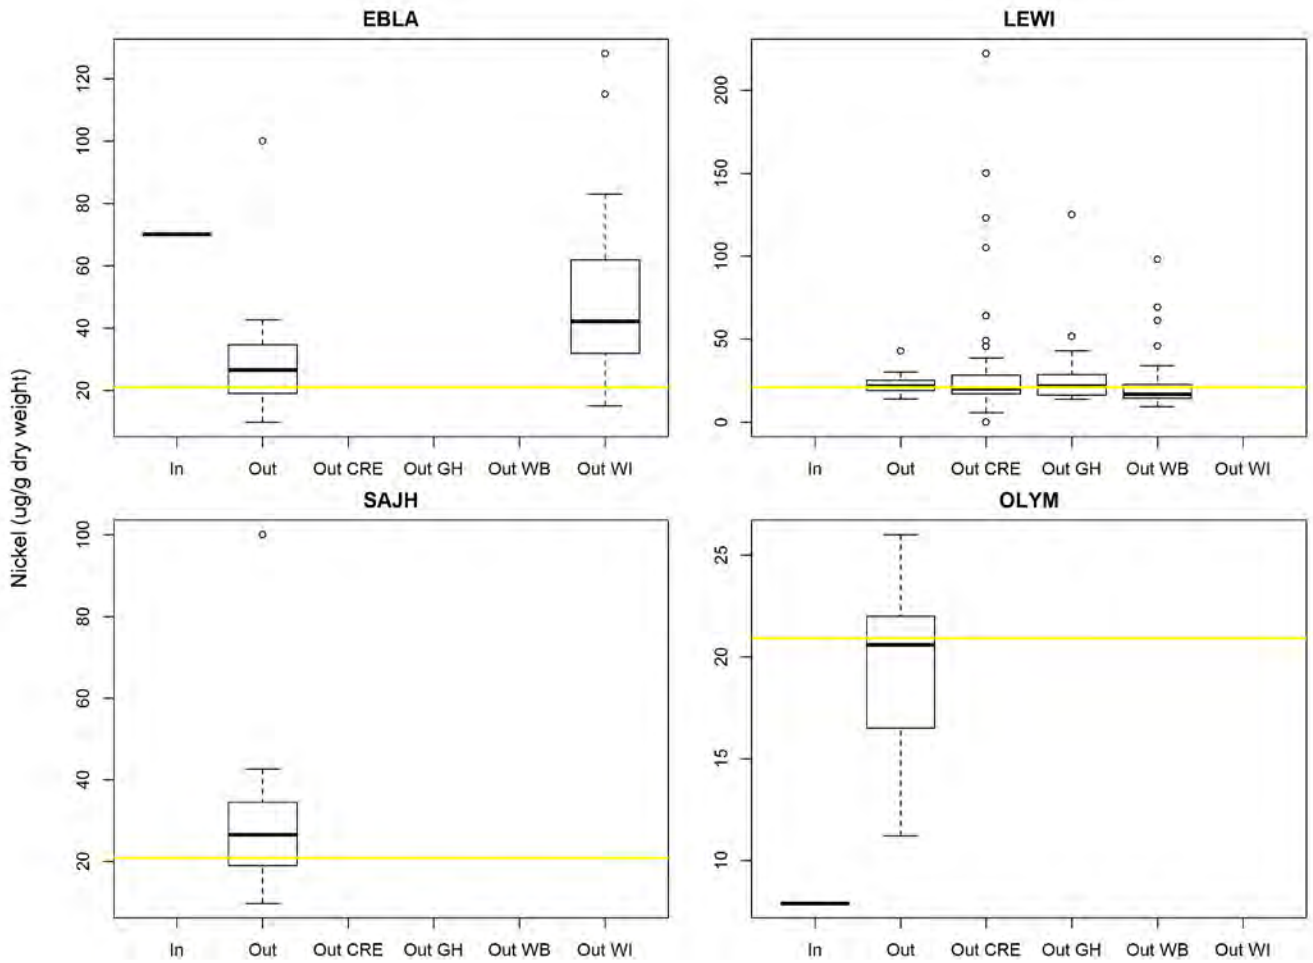 EBLA
LEWI
Nickel (ug/g dry weight)
120
100
80
60
40
20
In Out Out CRE Out GH Out WB Out WI
200
150
100
50
0
In Out Out CRE Out GH Out WB Out WI
SAJH
OLYM
100
80
60
40
20
In Out Out CRE Out GH Out WB Out WI
25
20
15
10
In Out Out CRE Out GH Out WB Out WI